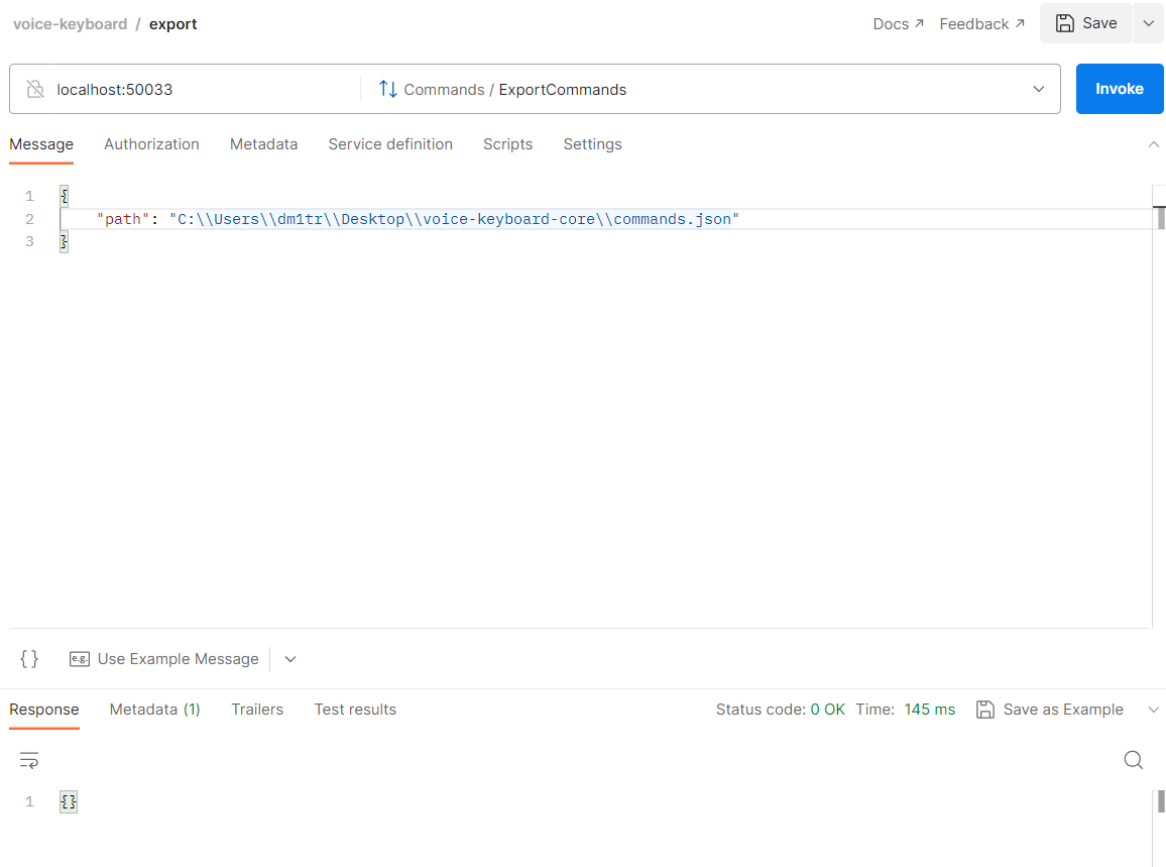 voice-keyboard / export
Docs ↗ Feedback ↗ Save
localhost:50033 Commands / ExportCommands Invoke
Message Authorization Metadata Service definition Scripts Settings
1 {
2 "path": "C:\\Users\\dm1tr\\Desktop\\voice-keyboard-core\\commands.json"
3 }
{} e.g. Use Example Message
Response Metadata (1) Trailers Test results Status code: 0 OK Time: 145 ms Save as Example
1 {}